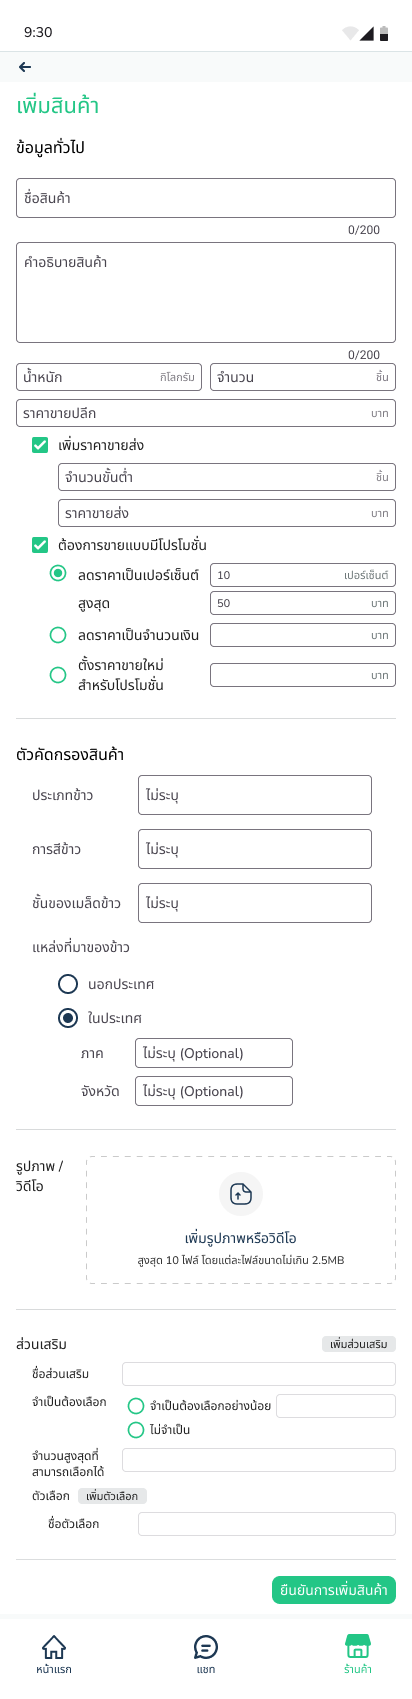 9:30
เพิ่มสินค้า
ข้อมูลทั่วไป
ชื่อสินค้า
0/200
คำอธิบายสินค้า
0/200
น้ำหนัก กิโลกรัม จำนวน ชิ้น
ราคาขายปลีก บาท
เพิ่มราคาขายส่ง
จำนวนขั้นต่ำ ชิ้น
ราคาขายส่ง บาท
ต้องการขายแบบมีโปรโมชั่น
ลดราคาเป็นเปอร์เซ็นต์ 10 เปอร์เซ็นต์
สูงสุด 50 บาท
ลดราคาเป็นจำนวนเงิน บาท
ตั้งราคาขายใหม่
สำหรับโปรโมชั่น บาท
ตัวคัดกรองสินค้า
ประเภทข้าว ไม่ระบุ
การสีข้าว ไม่ระบุ
ชั้นของเมล็ดข้าว ไม่ระบุ
แหล่งที่มาของข้าว
นอกประเทศ
ในประเทศ
ภาค ไม่ระบุ (Optional)
จังหวัด ไม่ระบุ (Optional)
รูปภาพ /
วิดีโอ
เพิ่มรูปภาพหรือวิดีโอ
สูงสุด 10 ไฟล์ โดยแต่ละไฟล์ขนาดไม่เกิน 2.5MB
ส่วนเสริม เพิ่มส่วนเสริม
ชื่อส่วนเสริม
จำเป็นต้องเลือก จำเป็นต้องเลือกอย่างน้อย
ไม่จำเป็น
จำนวนสูงสุดที่
สามารถเลือกได้
ตัวเลือก เพิ่มตัวเลือก
ชื่อตัวเลือก
ยืนยันการเพิ่มสินค้า
หน้าแรก แชท ร้านค้า